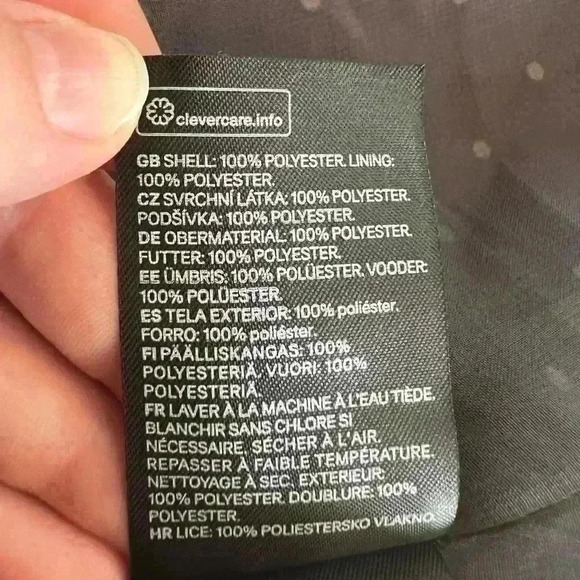 clevercare.info
GB SHELL: 100% POLYESTER. LINING:
100% POLYESTER.
CZ SVRCHNÍ LÁTKA: 100% POLYESTER.
PODŠÍVKA: 100% POLYESTER.
DE OBERMATERIAL: 100% POLYESTER.
FUTTER: 100% POLYESTER.
EE ÜMBRIS: 100% POLÜESTER. VOODER:
100% POLÜESTER.
ES TELA EXTERIOR: 100% poliéster.
FORRO: 100% poliéster.
FI PÄÄLLISKANGAS: 100%
POLYESTERIÄ. VUORI: 100%
POLYESTERIÄ.
FR LAVER À LA MACHINE À L'EAU TIÈDE.
BLANCHIR SANS CHLORE SI
NÉCESSAIRE. SÉCHER À L'AIR.
REPASSER À FAIBLE TEMPÉRATURE.
NETTOYAGE À SEC. EXTERIEUR:
100% POLYESTER. DOUBLURE: 100%
POLYESTER.
HR LICE: 100% POLIESTERSKO VLAKNO.